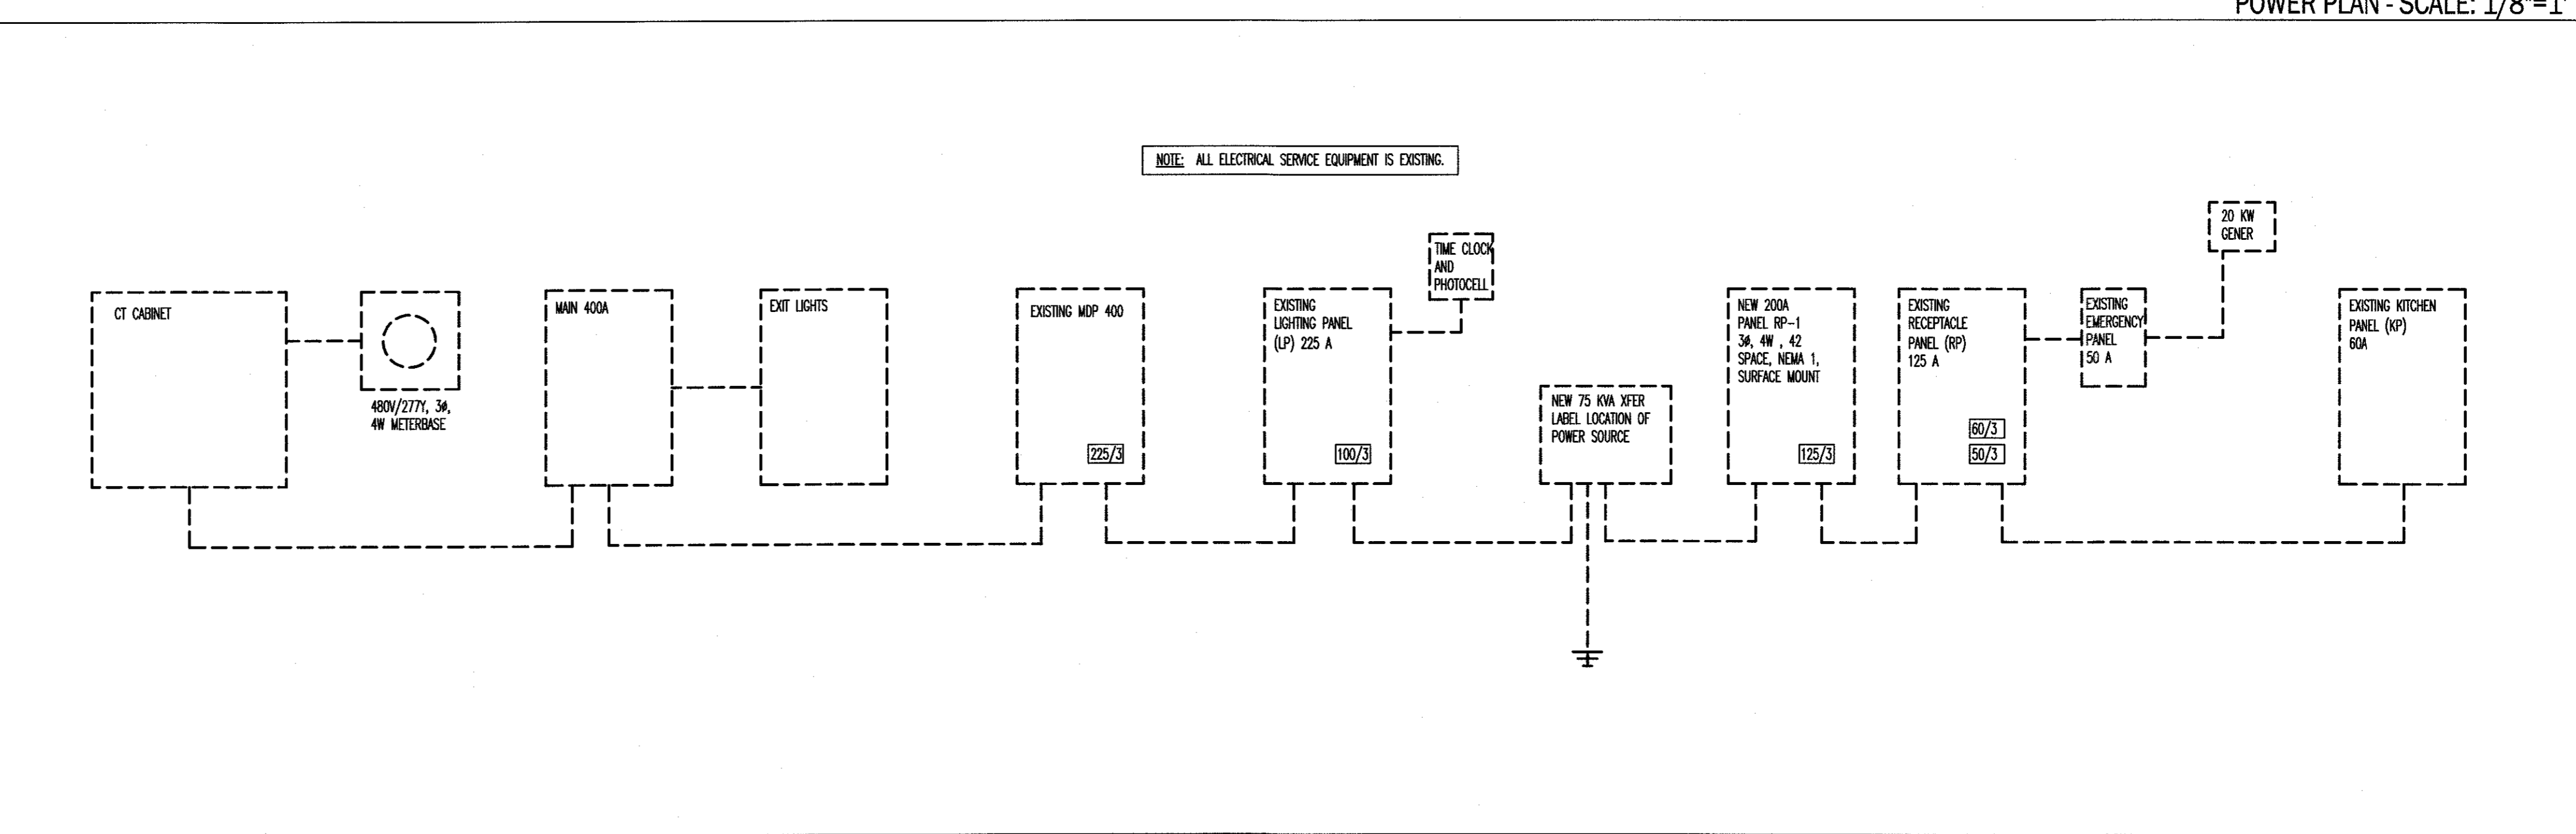 POWER PLAN - SCALE: 1/8"=1'
NOTE: ALL ELECTRICAL SERVICE EQUIPMENT IS EXISTING.
CT CABINET
480V/277Y, 3ø,
4W METERBASE
MAIN 400A
EXIT LIGHTS
EXISTING MDP 400
225/3
EXISTING
LIGHTING PANEL
(LP) 225 A
100/3
TIME CLOCK
AND
PHOTOCELL
NEW 75 KVA XFER
LABEL LOCATION OF
POWER SOURCE
NEW 200A
PANEL RP-1
3ø, 4W , 42
SPACE, NEMA 1,
SURFACE MOUNT
125/3
EXISTING
RECEPTACLE
PANEL (RP)
125 A
60/3
50/3
EXISTING
EMERGENCY
PANEL
50 A
20 KW
GENER
EXISTING KITCHEN
PANEL (KP)
60A